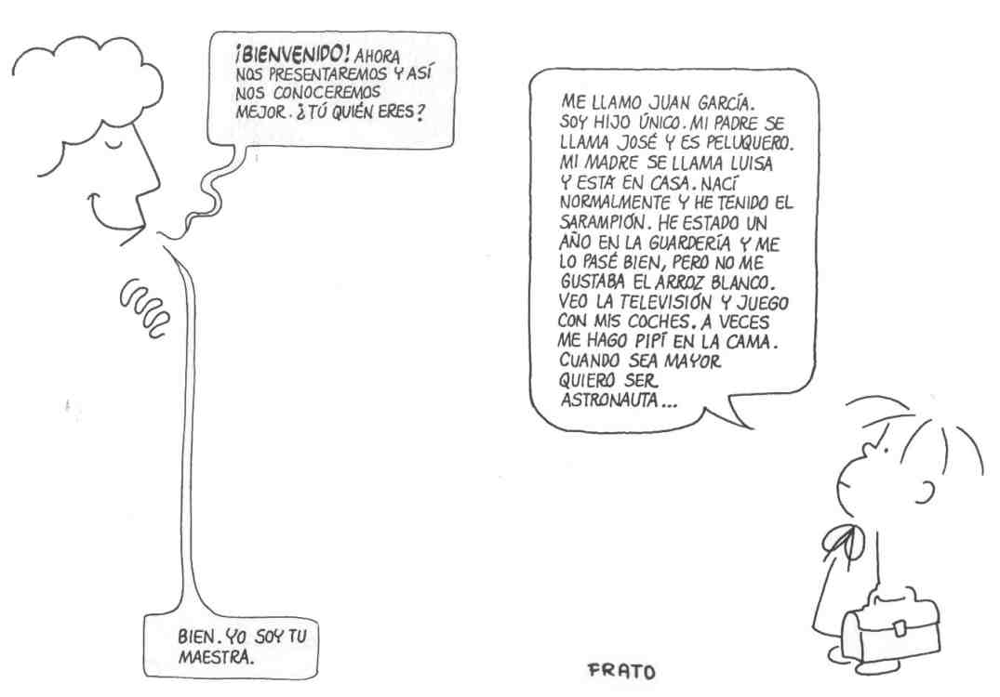 ¡BIENVENIDO! AHORA
NOS PRESENTAREMOS Y ASÍ
NOS CONOCEREMOS
MEJOR. ¿TÚ QUIÉN ERES?
ME LLAMO JUAN GARCÍA.
SOY HIJO ÚNICO. MI PADRE SE
LLAMA JOSÉ Y ES PELUQUERO.
MI MADRE SE LLAMA LUISA
Y ESTÁ EN CASA. NACÍ
NORMALMENTE Y HE TENIDO EL
SARAMPIÓN. HE ESTADO UN
AÑO EN LA GUARDERÍA Y ME
LO PASÉ BIEN, PERO NO ME
GUSTABA EL ARROZ BLANCO.
VEO LA TELEVISIÓN Y JUEGO
CON MIS COCHES. A VECES
ME HAGO PIPÍ EN LA CAMA.
CUANDO SEA MAYOR
QUIERO SER
ASTRONAUTA...
BIEN. YO SOY TU
MAESTRA.
FRATO